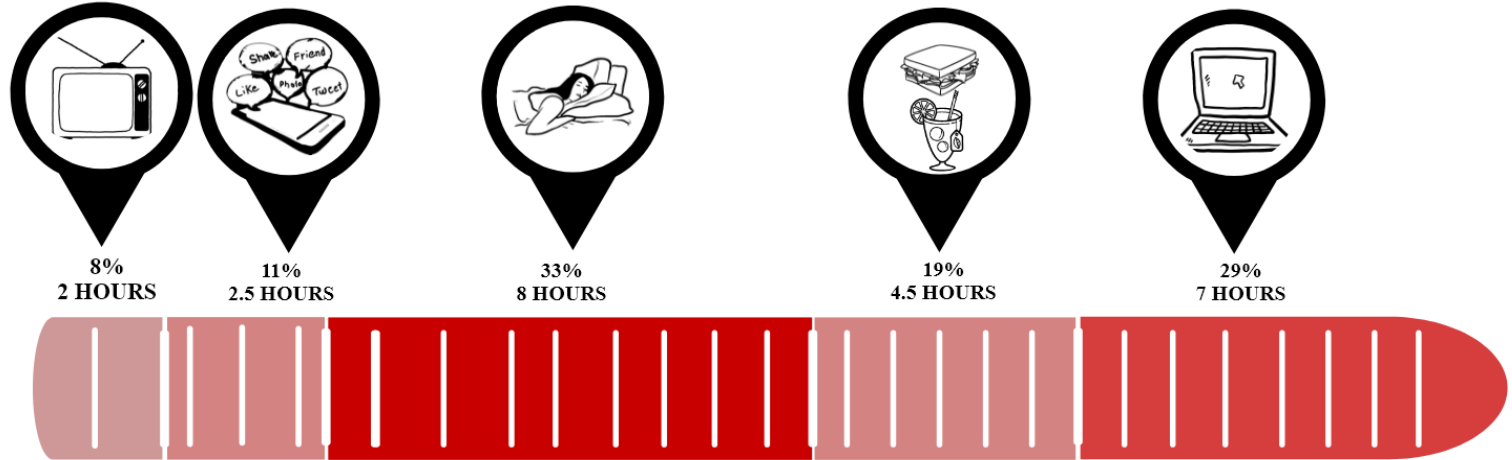 Share
Friend
Like
Photo
Tweet
8%
2 HOURS
11%
2.5 HOURS
33%
8 HOURS
19%
4.5 HOURS
29%
7 HOURS